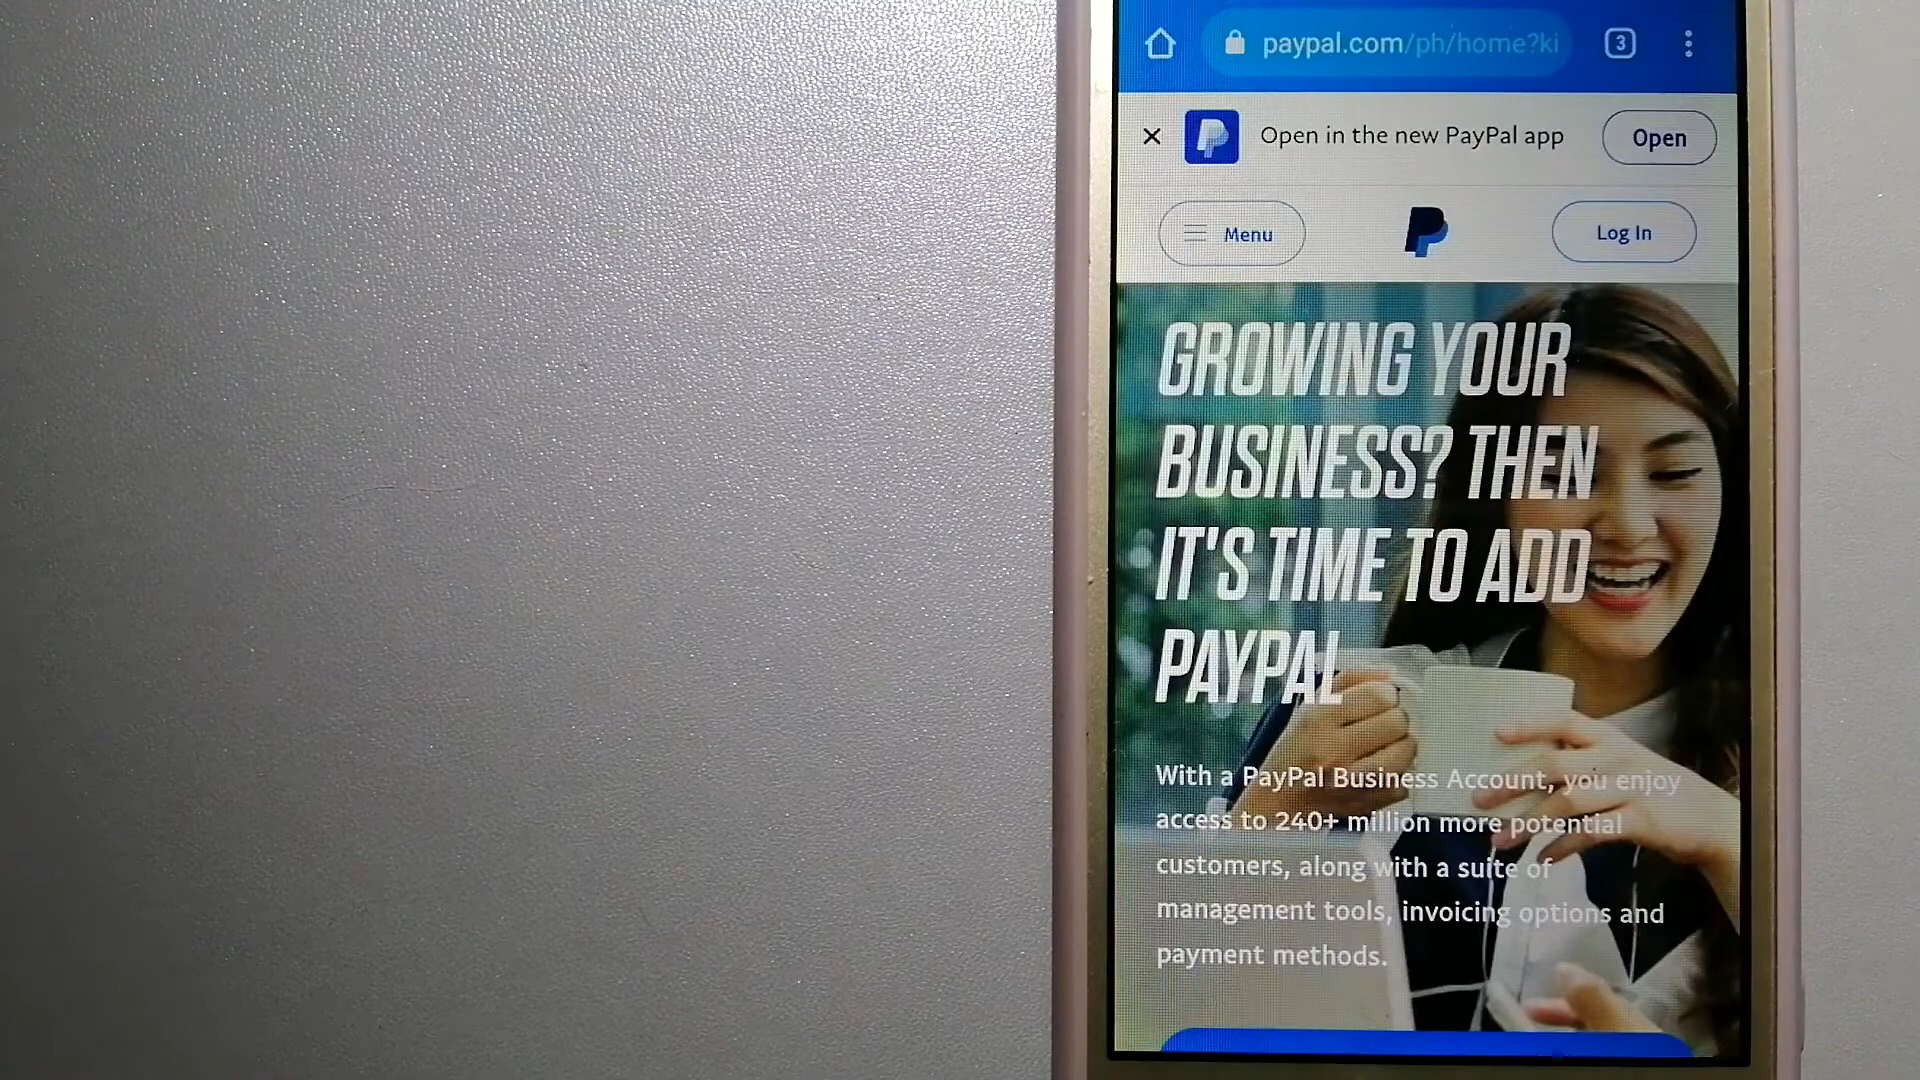 paypal.com/ph/home?ki
3
Open in the new PayPal app
Open
Menu
Log In
GROWING YOUR
BUSINESS? THEN
IT'S TIME TO ADD
PAYPAL
With a PayPal Business Account, you enjoy
access to 240+ million more potential
customers, along with a suite of
management tools, invoicing options and
payment methods.